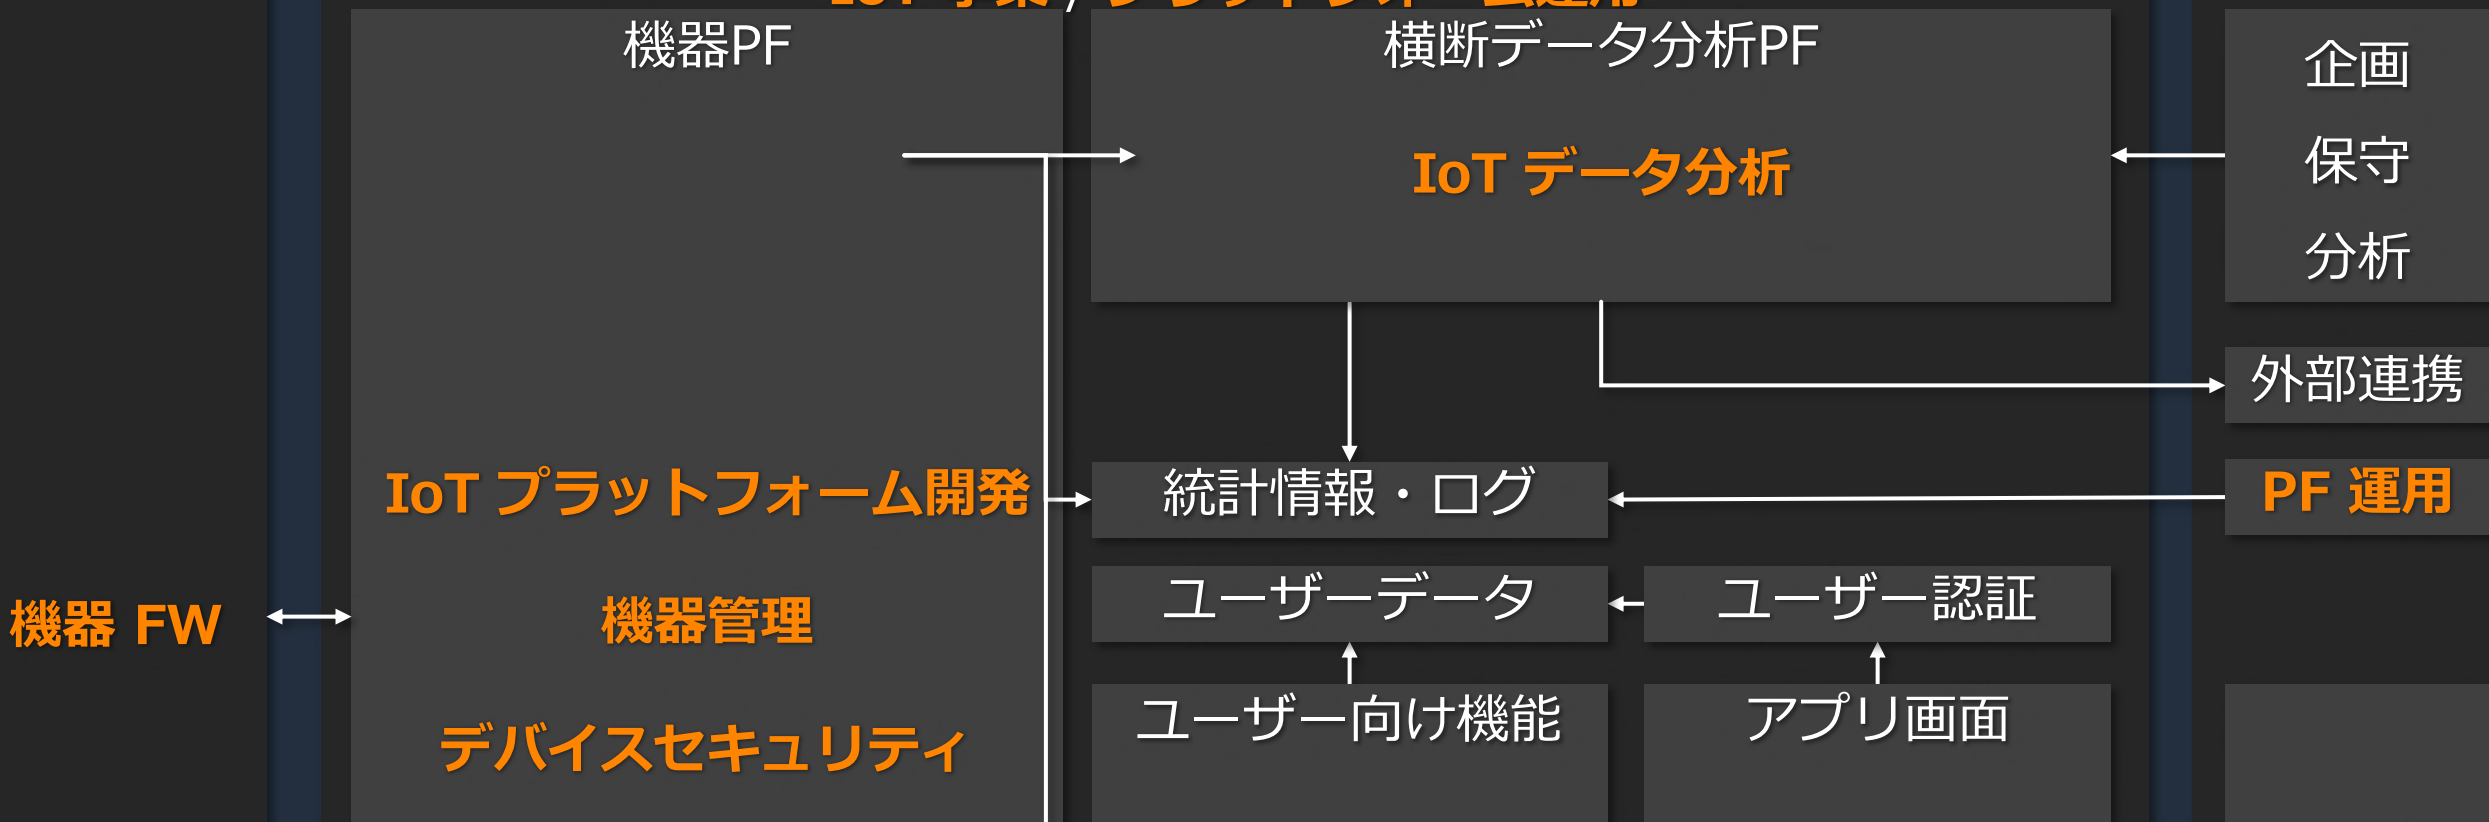 機器PF
横断データ分析PF
IoT データ分析
企画
保守
分析
外部連携
IoT プラットフォーム開発
統計情報・ログ
PF 運用
機器 FW
機器管理
ユーザーデータ
ユーザー認証
デバイスセキュリティ
ユーザー向け機能
アプリ画面